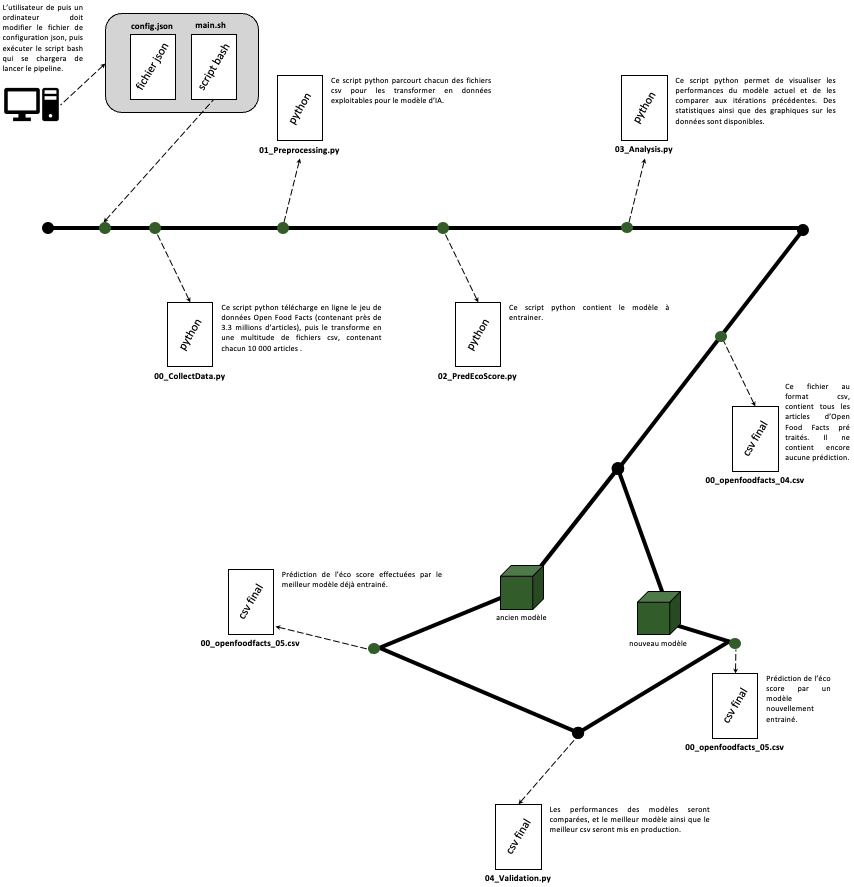 L'utilisateur de puis un
ordinateur doit
modifier le fichier de
configuration json, puis
exécuter le script bash
qui se chargera de
lancer le pipeline.
config.json
main.sh
fichier json
script bash
python
Ce script python parcourt chacun des fichiers
csv pour les transformer en données
exploitables pour le modèle d'IA.
01_Preprocessing.py
python
Ce script python permet de visualiser les
performances du modèle actuel et de les
comparer aux itérations précédentes. Des
statistiques ainsi que des graphiques sur les
données sont disponibles.
03_Analysis.py
python
Ce script python télécharge en ligne le jeu de
données Open Food Facts (contenant près de
3.3 millions d'articles), puis le transforme en
une multitude de fichiers csv, contenant
chacun 10 000 articles .
00_CollectData.py
python
Ce script python contient le modèle à
entrainer.
02_PredEcoScore.py
csv final
Ce fichier au
format csv,
contient tous les
articles d'Open
Food Facts pré
traités. Il ne
contient encore
aucune prédiction.
00_openfoodfacts_04.csv
csv final
Prédiction de l'éco score effectuées par le
meilleur modèle déjà entrainé.
00_openfoodfacts_05.csv
ancien modèle
nouveau modèle
csv final
Prédiction de l'éco
score par un
modèle
nouvellement
entrainé.
00_openfoodfacts_05.csv
csv final
Les performances des modèles seront
comparées, et le meilleur modèle ainsi que le
meilleur csv seront mis en production.
04_Validation.py